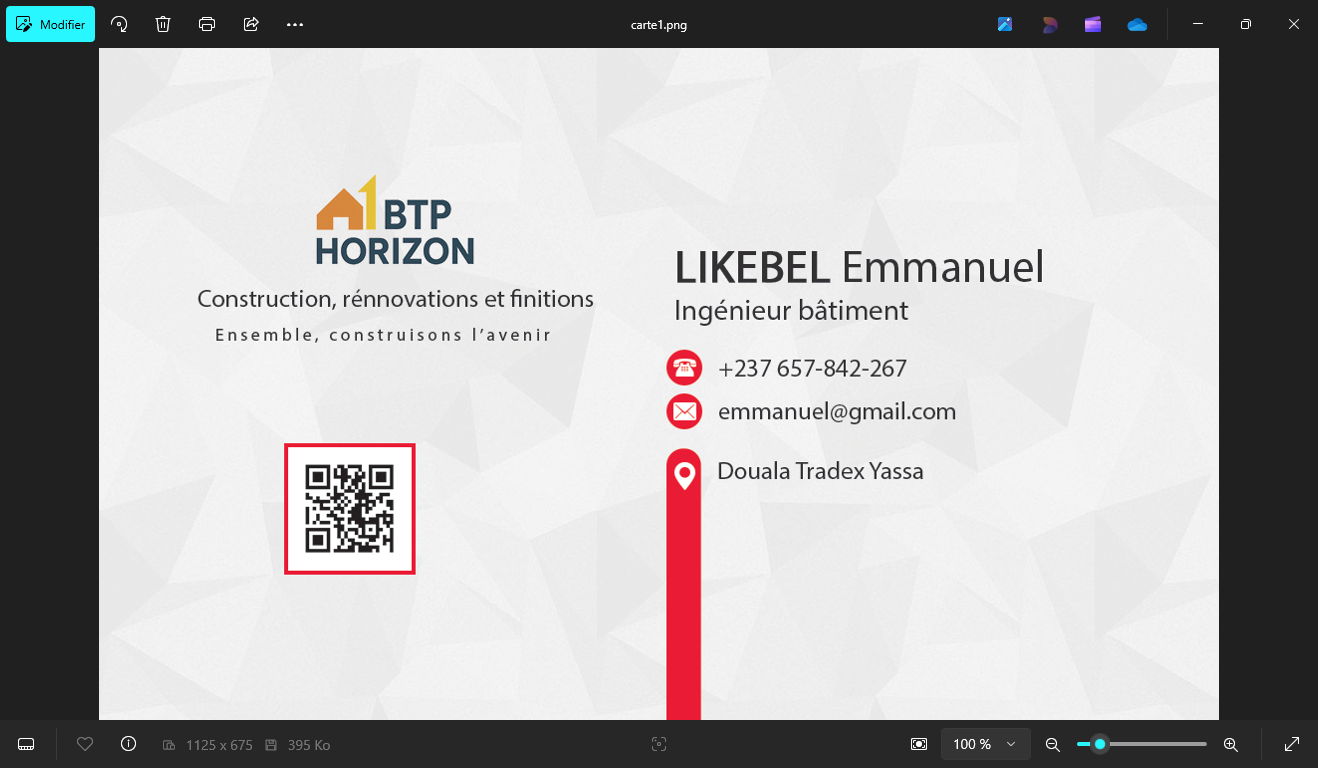 Modifier
carte1.png
BTP
HORIZON
Construction, rénnovations et finitions
Ensemble, construisons l’avenir
LIKEBEL Emmanuel
Ingénieur bâtiment
+237 657-842-267
emmanuel@gmail.com
Douala Tradex Yassa
1125 x 675
395 Ko
100 %